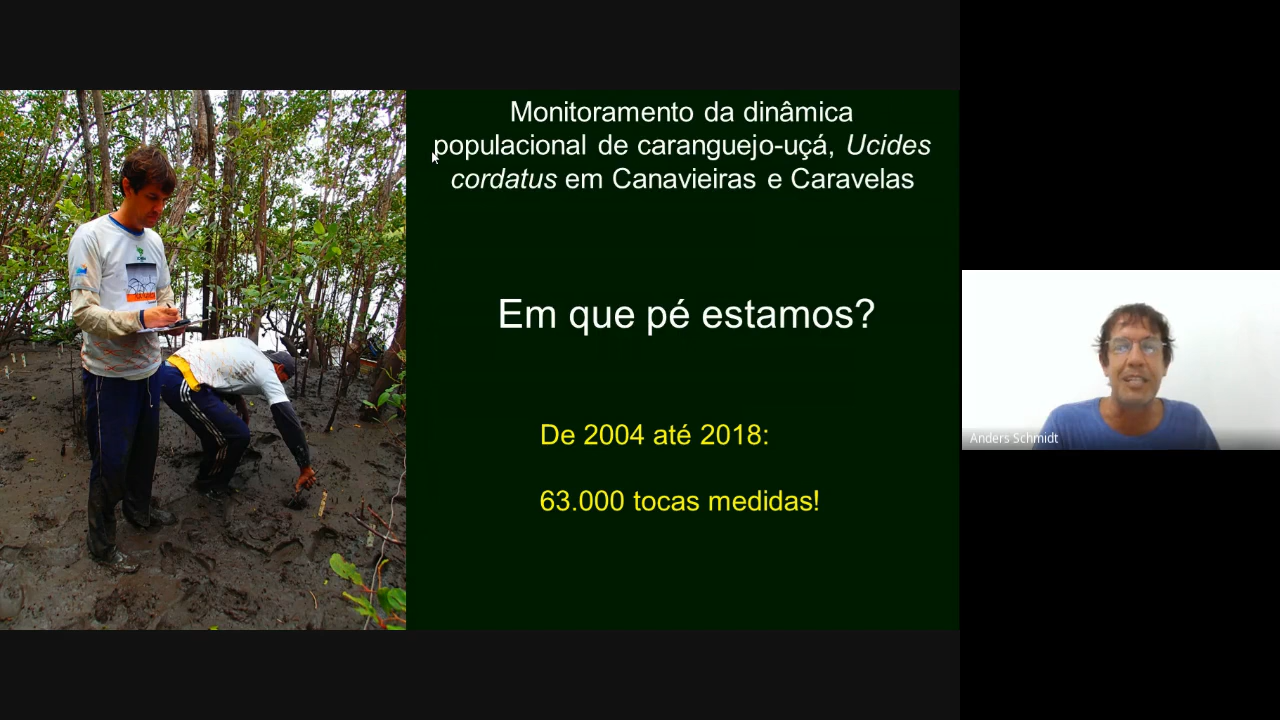 Monitoramento da dinâmica
populacional de caranguejo-uçá, Ucides
cordatus em Canavieiras e Caravelas
Em que pé estamos?
De 2004 até 2018:
63.000 tocas medidas!
Anders Schmidt